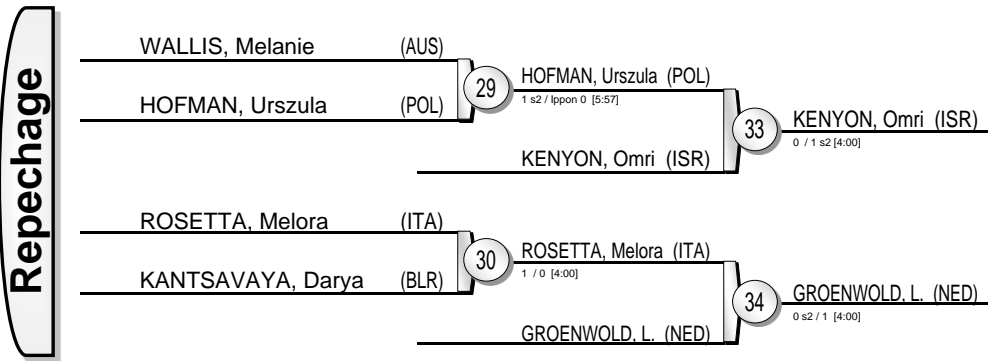 Repechage
WALLIS, Melanie (AUS)
HOFMAN, Urszula (POL)
29
HOFMAN, Urszula (POL)
1 s2 / Ippon 0 [5:57]
KENYON, Omri (ISR)
33
KENYON, Omri (ISR)
0 / 1 s2 [4:00]
ROSETTA, Melora (ITA)
KANTSAVAYA, Darya (BLR)
30
ROSETTA, Melora (ITA)
1 / 0 [4:00]
GROENWOLD, L. (NED)
34
GROENWOLD, L. (NED)
0 s2 / 1 [4:00]